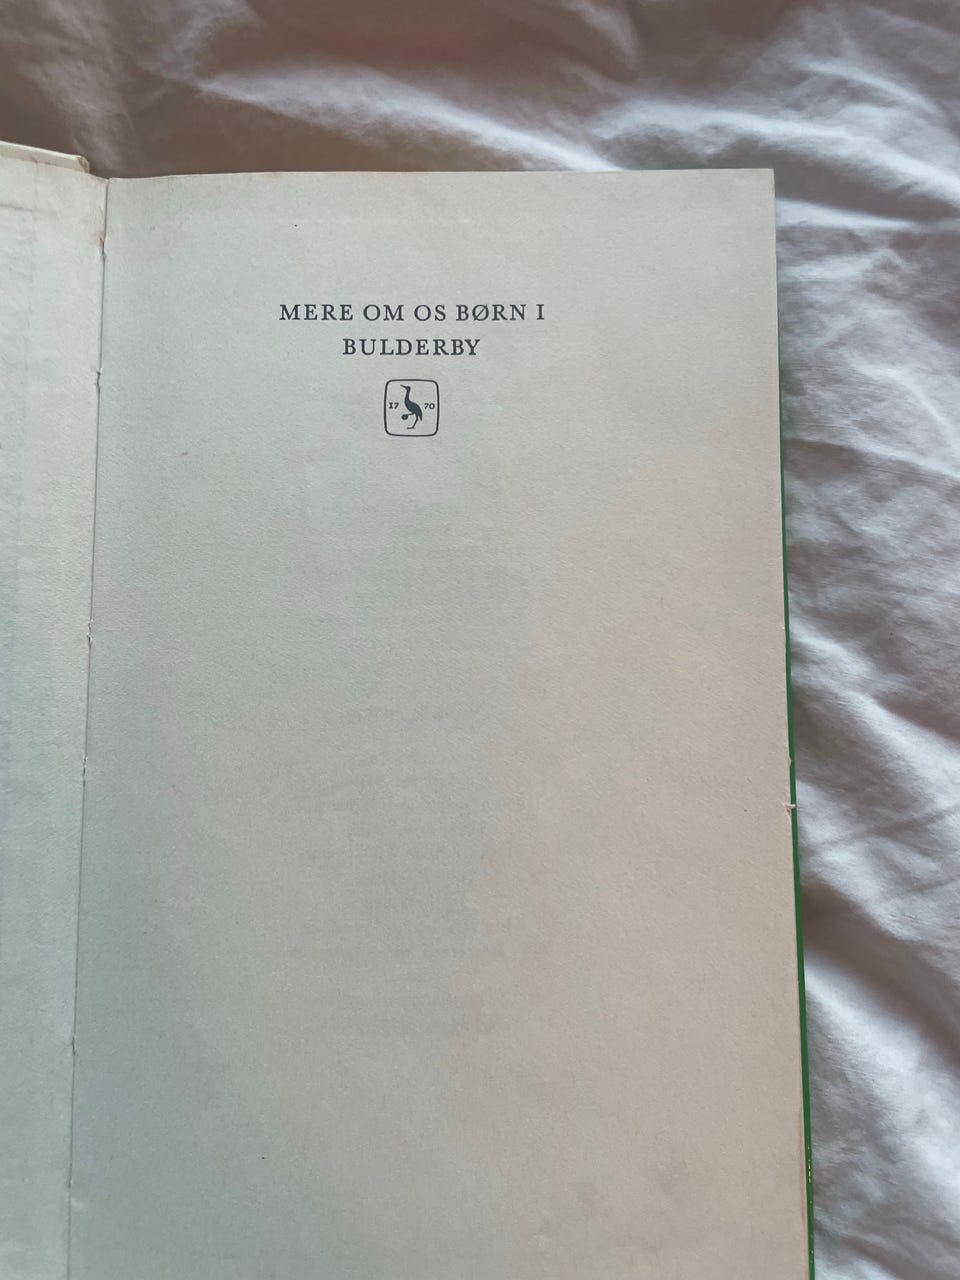 MERE OM OS BØRN I
BULDERBY
17 70